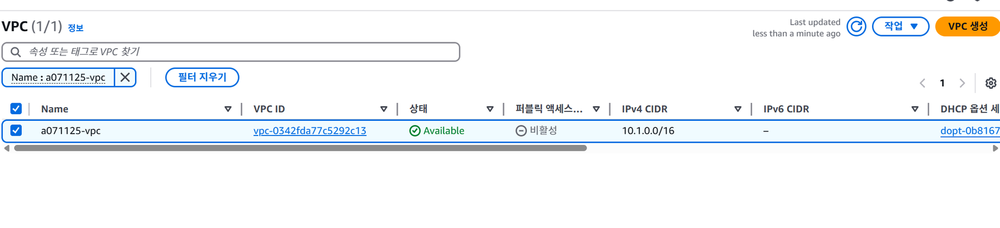 VPC (1/1) 정보
Last updated
less than a minute ago
작업
VPC 생성
속성 또는 태그로 VPC 찾기
Name : a071125-vpc
필터 지우기
1
Name
VPC ID
상태
퍼블릭 액세스...
IPv4 CIDR
IPv6 CIDR
DHCP 옵션 세
a071125-vpc
vpc-0342fda77c5292c13
Available
비활성
10.1.0.0/16
–
dopt-0b8167